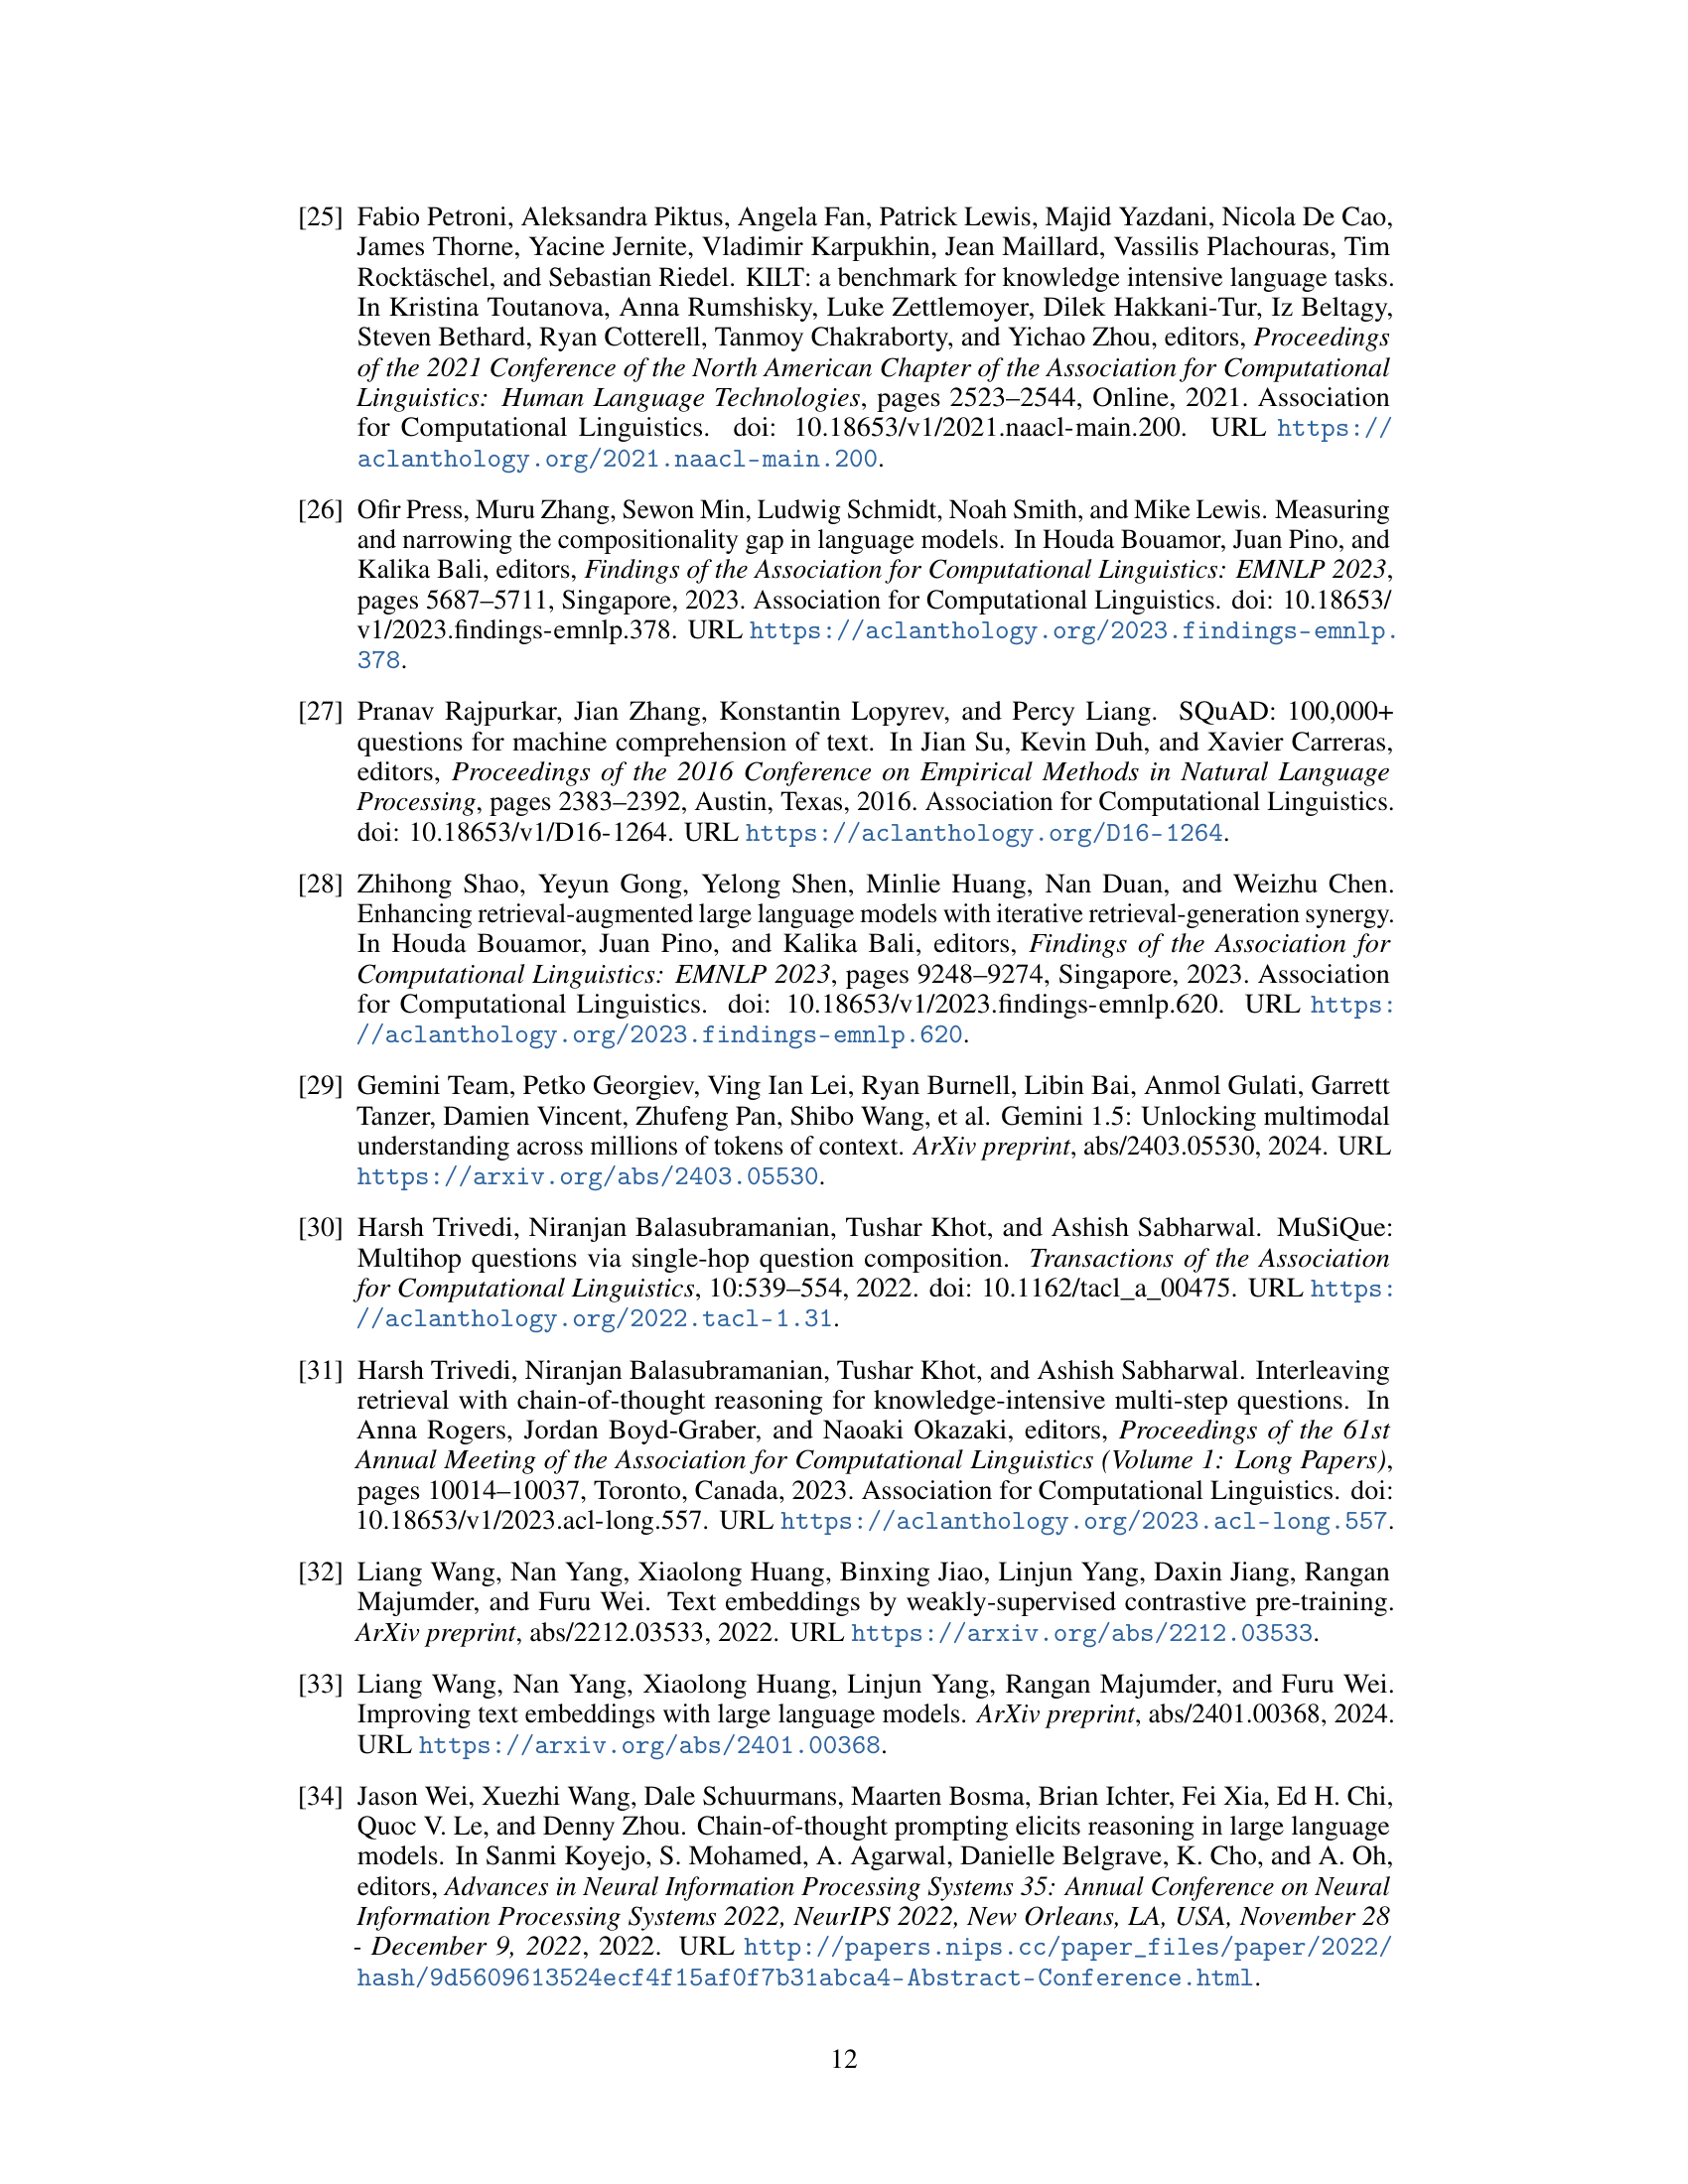 [25] Fabio Petroni, Aleksandra Piktus, Angela Fan, Patrick Lewis, Majid Yazdani, Nicola De Cao,
James Thorne, Yacine Jernite, Vladimir Karpukhin, Jean Maillard, Vassilis Plachouras, Tim
Rocktäschel, and Sebastian Riedel. KILT: a benchmark for knowledge intensive language tasks.
In Kristina Toutanova, Anna Rumshisky, Luke Zettlemoyer, Dilek Hakkani-Tur, Iz Beltagy,
Steven Bethard, Ryan Cotterell, Tanmoy Chakraborty, and Yichao Zhou, editors, Proceedings
of the 2021 Conference of the North American Chapter of the Association for Computational
Linguistics: Human Language Technologies, pages 2523–2544, Online, 2021. Association
for Computational Linguistics. doi: 10.18653/v1/2021.naacl-main.200. URL https://
aclanthology.org/2021.naacl-main.200.
[26] Ofir Press, Muru Zhang, Sewon Min, Ludwig Schmidt, Noah Smith, and Mike Lewis. Measuring
and narrowing the compositionality gap in language models. In Houda Bouamor, Juan Pino, and
Kalika Bali, editors, Findings of the Association for Computational Linguistics: EMNLP 2023,
pages 5687–5711, Singapore, 2023. Association for Computational Linguistics. doi: 10.18653/
v1/2023.findings-emnlp.378. URL https://aclanthology.org/2023.findings-emnlp.
378.
[27] Pranav Rajpurkar, Jian Zhang, Konstantin Lopyrev, and Percy Liang. SQuAD: 100,000+
questions for machine comprehension of text. In Jian Su, Kevin Duh, and Xavier Carreras,
editors, Proceedings of the 2016 Conference on Empirical Methods in Natural Language
Processing, pages 2383–2392, Austin, Texas, 2016. Association for Computational Linguistics.
doi: 10.18653/v1/D16-1264. URL https://aclanthology.org/D16-1264.
[28] Zhihong Shao, Yeyun Gong, Yelong Shen, Minlie Huang, Nan Duan, and Weizhu Chen.
Enhancing retrieval-augmented large language models with iterative retrieval-generation synergy.
In Houda Bouamor, Juan Pino, and Kalika Bali, editors, Findings of the Association for
Computational Linguistics: EMNLP 2023, pages 9248–9274, Singapore, 2023. Association
for Computational Linguistics. doi: 10.18653/v1/2023.findings-emnlp.620. URL https:
//aclanthology.org/2023.findings-emnlp.620.
[29] Gemini Team, Petko Georgiev, Ving Ian Lei, Ryan Burnell, Libin Bai, Anmol Gulati, Garrett
Tanzer, Damien Vincent, Zhufeng Pan, Shibo Wang, et al. Gemini 1.5: Unlocking multimodal
understanding across millions of tokens of context. ArXiv preprint, abs/2403.05530, 2024. URL
https://arxiv.org/abs/2403.05530.
[30] Harsh Trivedi, Niranjan Balasubramanian, Tushar Khot, and Ashish Sabharwal. MuSiQue:
Multihop questions via single-hop question composition. Transactions of the Association
for Computational Linguistics, 10:539–554, 2022. doi: 10.1162/tacl_a_00475. URL https:
//aclanthology.org/2022.tacl-1.31.
[31] Harsh Trivedi, Niranjan Balasubramanian, Tushar Khot, and Ashish Sabharwal. Interleaving
retrieval with chain-of-thought reasoning for knowledge-intensive multi-step questions. In
Anna Rogers, Jordan Boyd-Graber, and Naoaki Okazaki, editors, Proceedings of the 61st
Annual Meeting of the Association for Computational Linguistics (Volume 1: Long Papers),
pages 10014–10037, Toronto, Canada, 2023. Association for Computational Linguistics. doi:
10.18653/v1/2023.acl-long.557. URL https://aclanthology.org/2023.acl-long.557.
[32] Liang Wang, Nan Yang, Xiaolong Huang, Binxing Jiao, Linjun Yang, Daxin Jiang, Rangan
Majumder, and Furu Wei. Text embeddings by weakly-supervised contrastive pre-training.
ArXiv preprint, abs/2212.03533, 2022. URL https://arxiv.org/abs/2212.03533.
[33] Liang Wang, Nan Yang, Xiaolong Huang, Linjun Yang, Rangan Majumder, and Furu Wei.
Improving text embeddings with large language models. ArXiv preprint, abs/2401.00368, 2024.
URL https://arxiv.org/abs/2401.00368.
[34] Jason Wei, Xuezhi Wang, Dale Schuurmans, Maarten Bosma, Brian Ichter, Fei Xia, Ed H. Chi,
Quoc V. Le, and Denny Zhou. Chain-of-thought prompting elicits reasoning in large language
models. In Sanmi Koyejo, S. Mohamed, A. Agarwal, Danielle Belgrave, K. Cho, and A. Oh,
editors, Advances in Neural Information Processing Systems 35: Annual Conference on Neural
Information Processing Systems 2022, NeurIPS 2022, New Orleans, LA, USA, November 28
- December 9, 2022, 2022. URL http://papers.nips.cc/paper_files/paper/2022/
hash/9d5609613524ecf4f15af0f7b31abca4-Abstract-Conference.html.
12